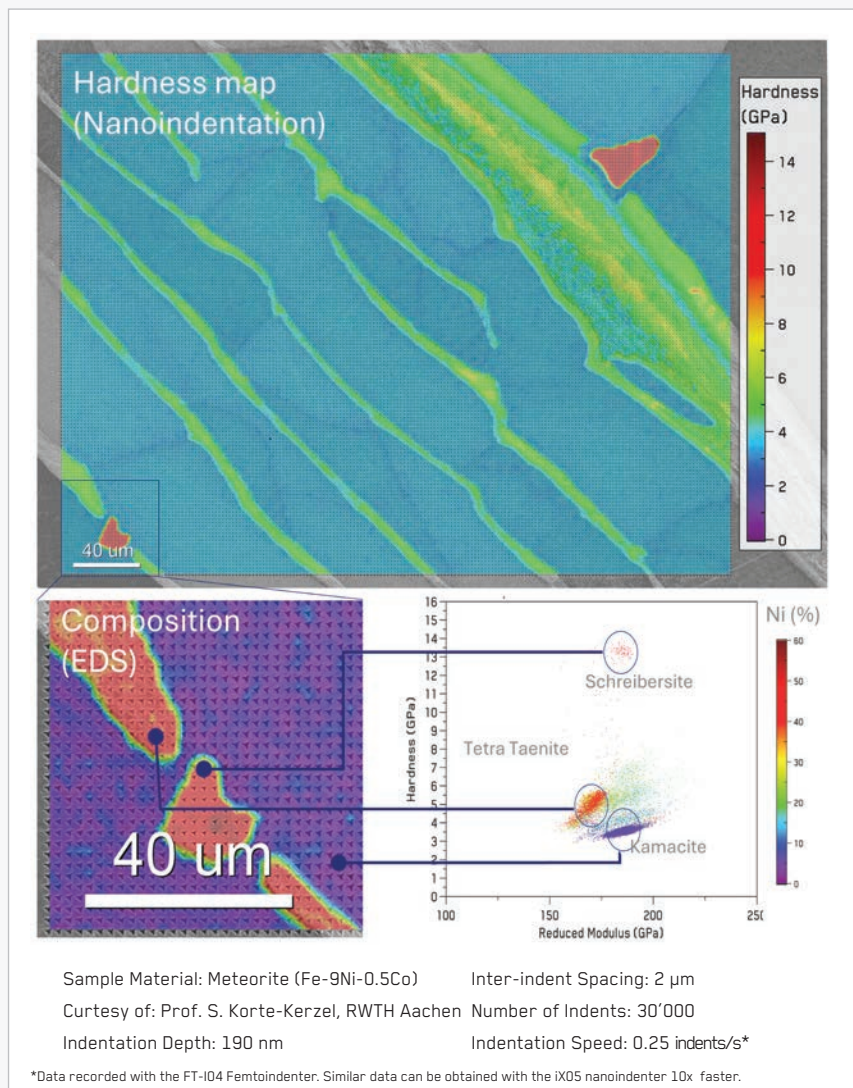 Hardness map
(Nanoindentation)
Hardness
(GPa)
14
12
10
8
6
4
2
0
40 um
Composition
(EDS)
40 um
16
15
14
13
12
11
10
9
8
7
6
5
4
3
2
1
0
Hardness (GPa)
100
150
200
250
Reduced Modulus (GPa)
Schreibersite
Tetra Taenite
Kamacite
Ni (%)
60
50
40
30
20
10
0
Sample Material: Meteorite (Fe-9Ni-0.5Co)
Inter-indent Spacing: 2 µm
Curtesy of: Prof. S. Korte-Kerzel, RWTH Aachen
Number of Indents: 30’000
Indentation Depth: 190 nm
Indentation Speed: 0.25 indents/s*
*Data recorded with the FT-I04 Femtoindenter. Similar data can be obtained with the iX05 nanoindenter 10x faster.